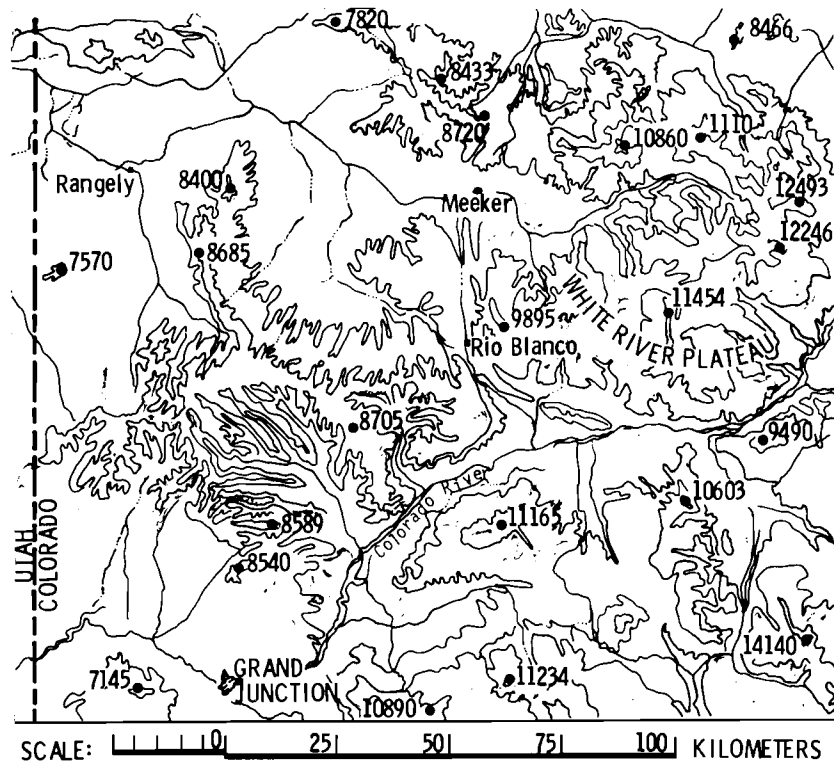 7820
8466
8433
8720
10860
1110
Rangely
8400
Meeker
12493
12246
8685
7570
WHITE RIVER PLATEAU
11454
9895
Rio Blanco
8705
9490
Colorado River
10603
11165
8589
UTAH
COLORADO
8540
14140
GRAND
JUNCTION
7145
11234
10890
SCALE: 0 25 50 75 100 KILOMETERS